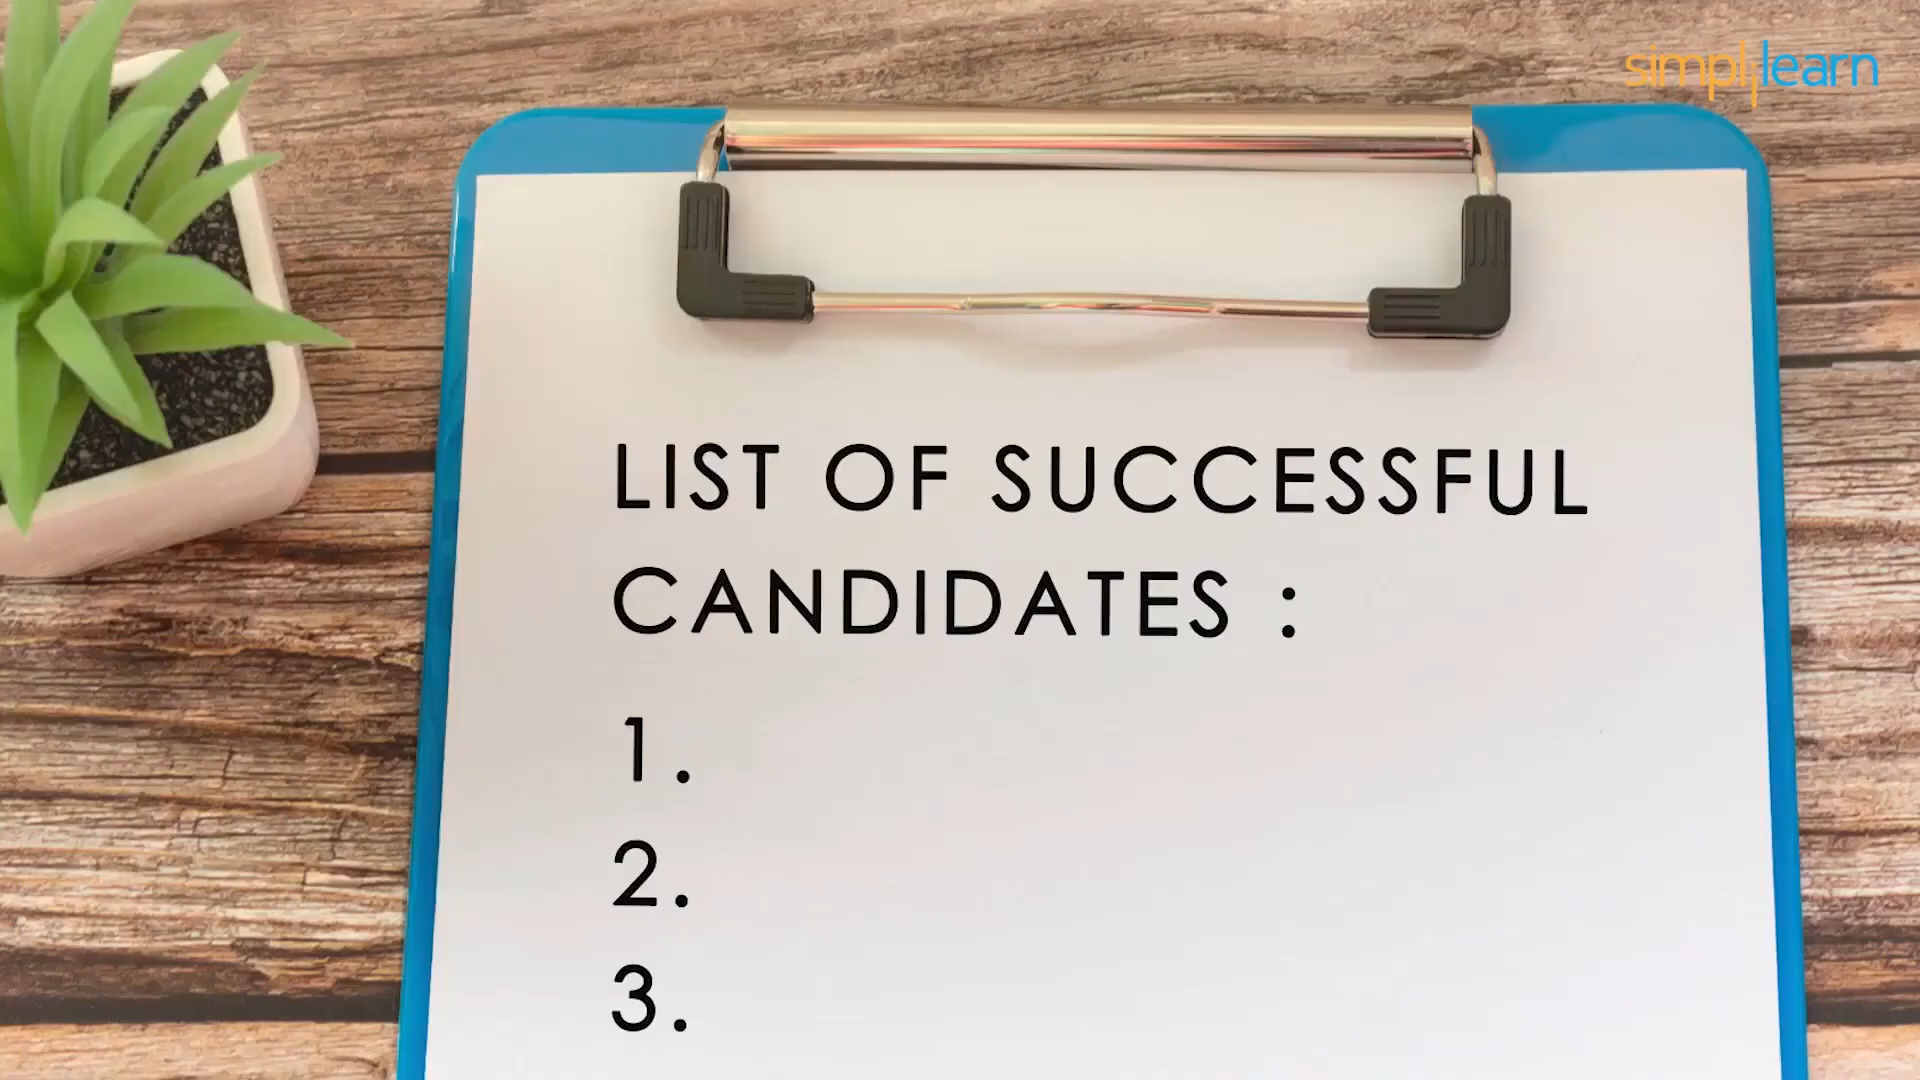 simplilearn
LIST OF SUCCESSFUL
CANDIDATES :
1.
2.
3.